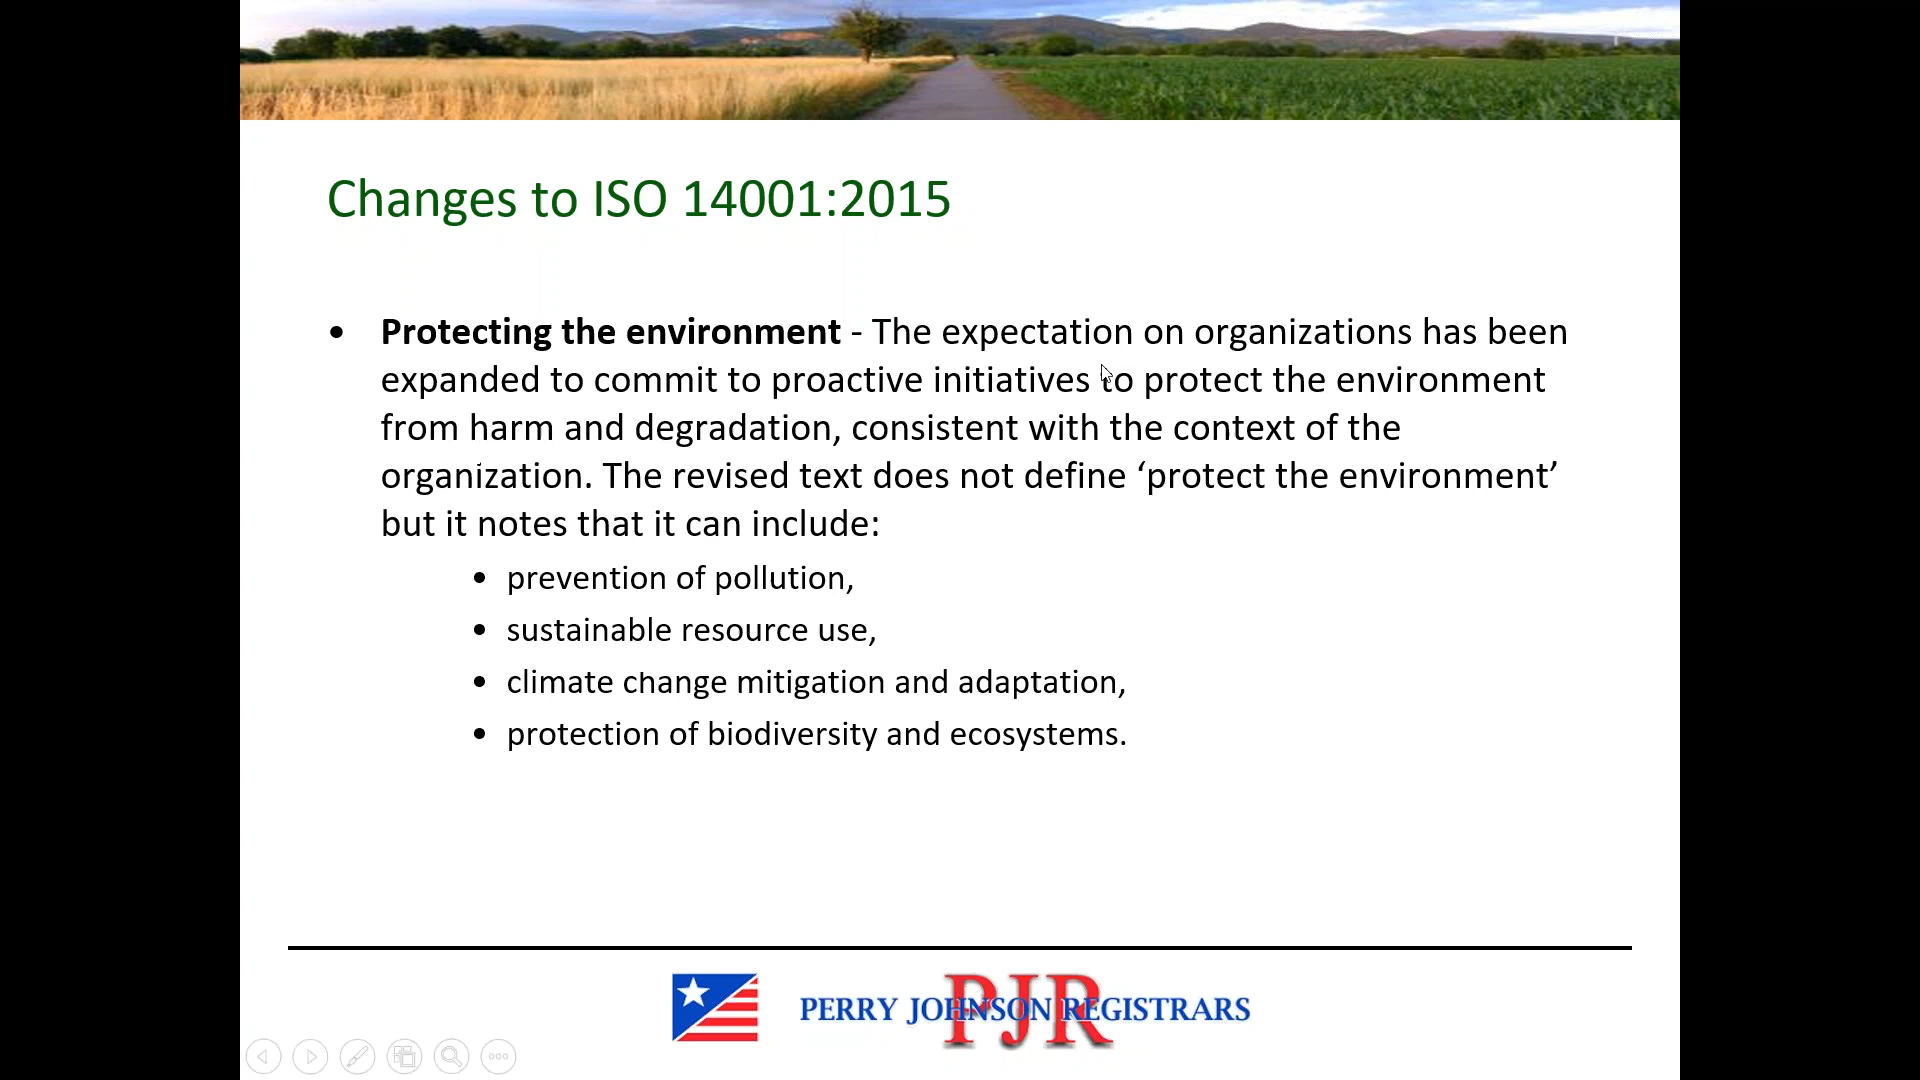 Changes to ISO 14001:2015
• Protecting the environment - The expectation on organizations has been
expanded to commit to proactive initiatives to protect the environment
from harm and degradation, consistent with the context of the
organization. The revised text does not define ‘protect the environment’
but it notes that it can include:
• prevention of pollution,
• sustainable resource use,
• climate change mitigation and adaptation,
• protection of biodiversity and ecosystems.
PJR
PERRY JOHNSON REGISTRARS